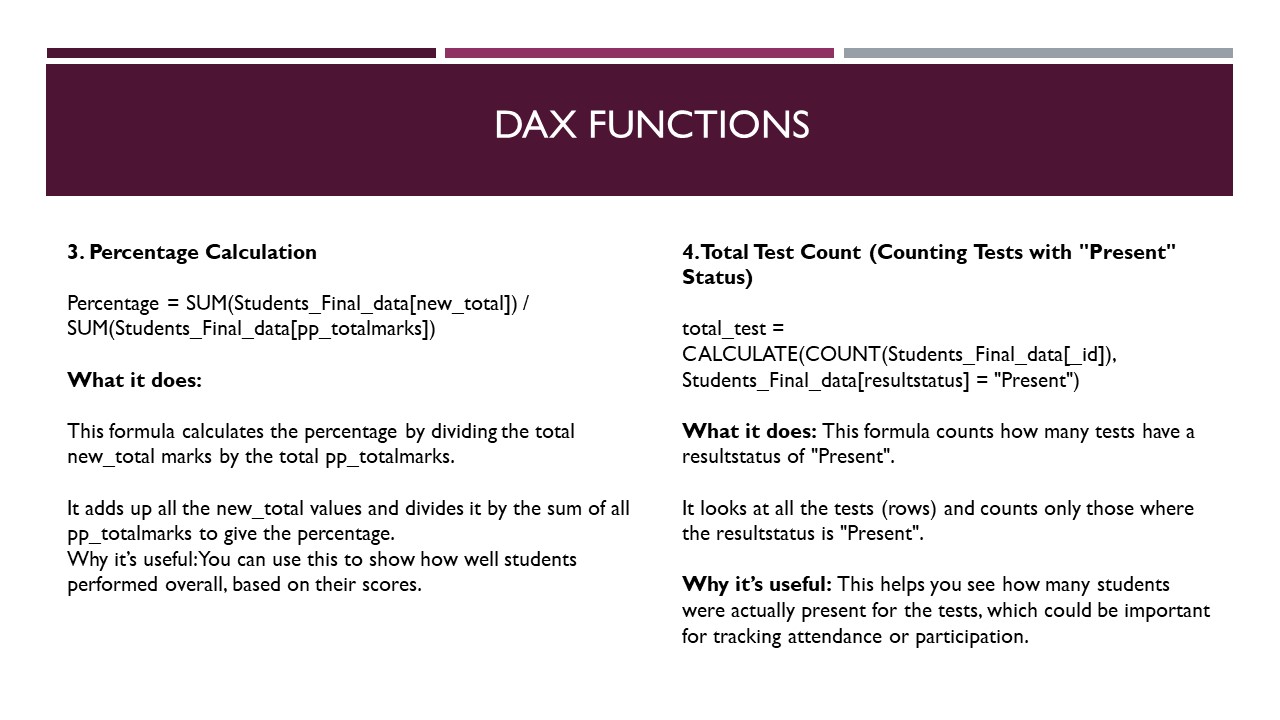 DAX FUNCTIONS
3. Percentage Calculation
Percentage = SUM(Students_Final_data[new_total]) /
SUM(Students_Final_data[pp_totalmarks])
What it does:
This formula calculates the percentage by dividing the total
new_total marks by the total pp_totalmarks.
It adds up all the new_total values and divides it by the sum of all
pp_totalmarks to give the percentage.
Why it’s useful:You can use this to show how well students
performed overall, based on their scores.
4.Total Test Count (Counting Tests with "Present"
Status)
total_test =
CALCULATE(COUNT(Students_Final_data[_id]),
Students_Final_data[resultstatus] = "Present")
What it does: This formula counts how many tests have a
resultstatus of "Present".
It looks at all the tests (rows) and counts only those where
the resultstatus is "Present".
Why it’s useful: This helps you see how many students
were actually present for the tests, which could be important
for tracking attendance or participation.